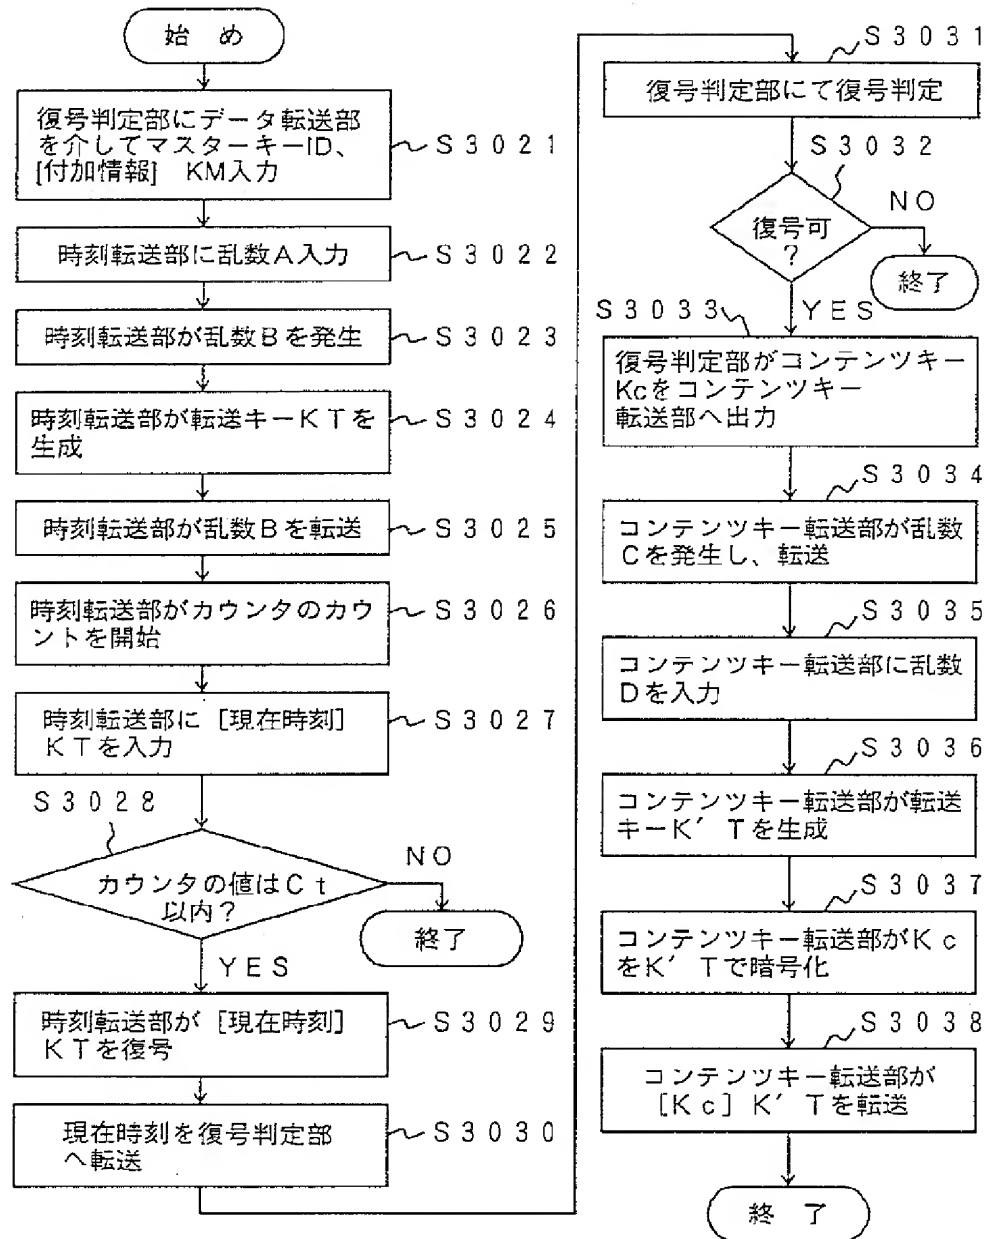 始 め
復号判定部にデータ転送部
を介してマスターキーID、
[付加情報] KM入力
S3021
時刻転送部に乱数A入力
S3022
時刻転送部が乱数Bを発生
S3023
時刻転送部が転送キーKTを
生成
S3024
時刻転送部が乱数Bを転送
S3025
時刻転送部がカウンタのカウ
ントを開始
S3026
時刻転送部に [現在時刻]
KTを入力
S3027
S3028
カウンタの値はCt
以内?
NO
終了
YES
時刻転送部が [現在時刻]
KTを復号
S3029
現在時刻を復号判定部
へ転送
S3030
S3031
復号判定部にて復号判定
S3032
復号可
?
NO
終了
YES
S3033
復号判定部がコンテンツキー
Kcをコンテンツキー
転送部へ出力
S3034
コンテンツキー転送部が乱数
Cを発生し、転送
S3035
コンテンツキー転送部に乱数
Dを入力
S3036
コンテンツキー転送部が転送
キーK′Tを生成
S3037
コンテンツキー転送部がKc
をK′Tで暗号化
S3038
コンテンツキー転送部が
[Kc] K′Tを転送
終 了